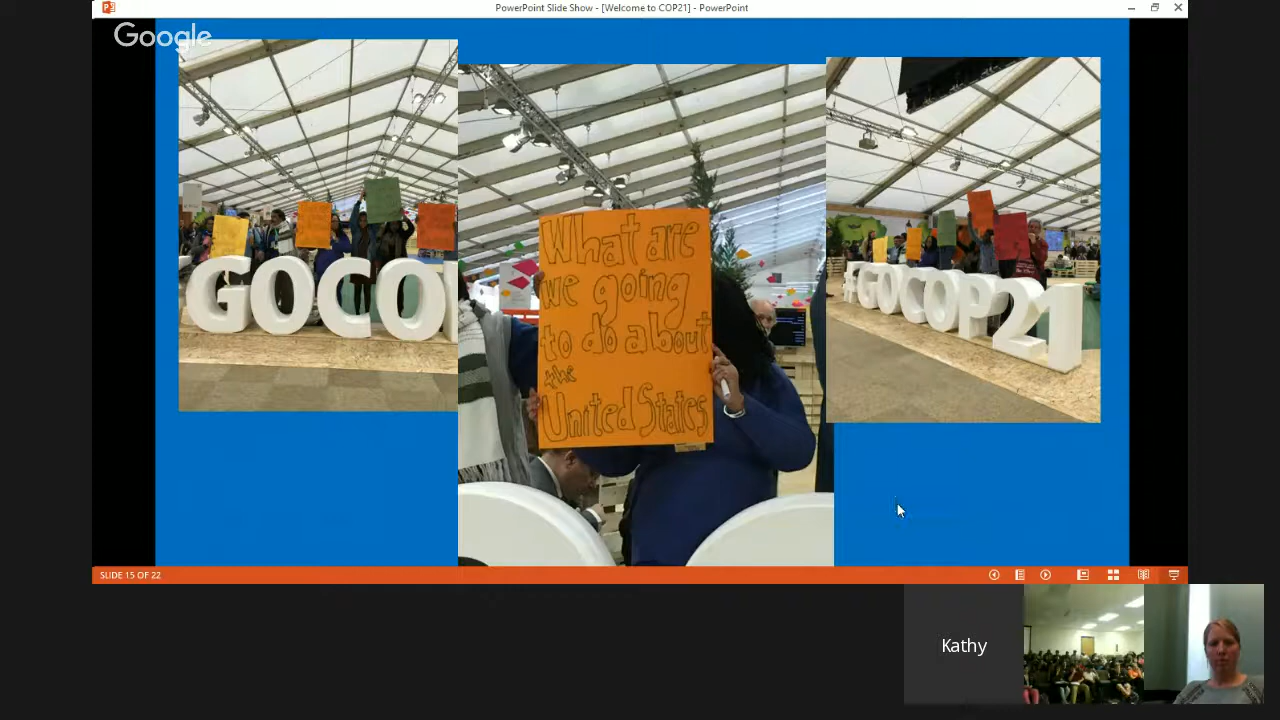 PowerPoint Slide Show - [Welcome to COP21] - PowerPoint
Google
GOCO
What are
we going
to do about
the
United States
#GOCOP21
SLIDE 15 OF 22
Kathy